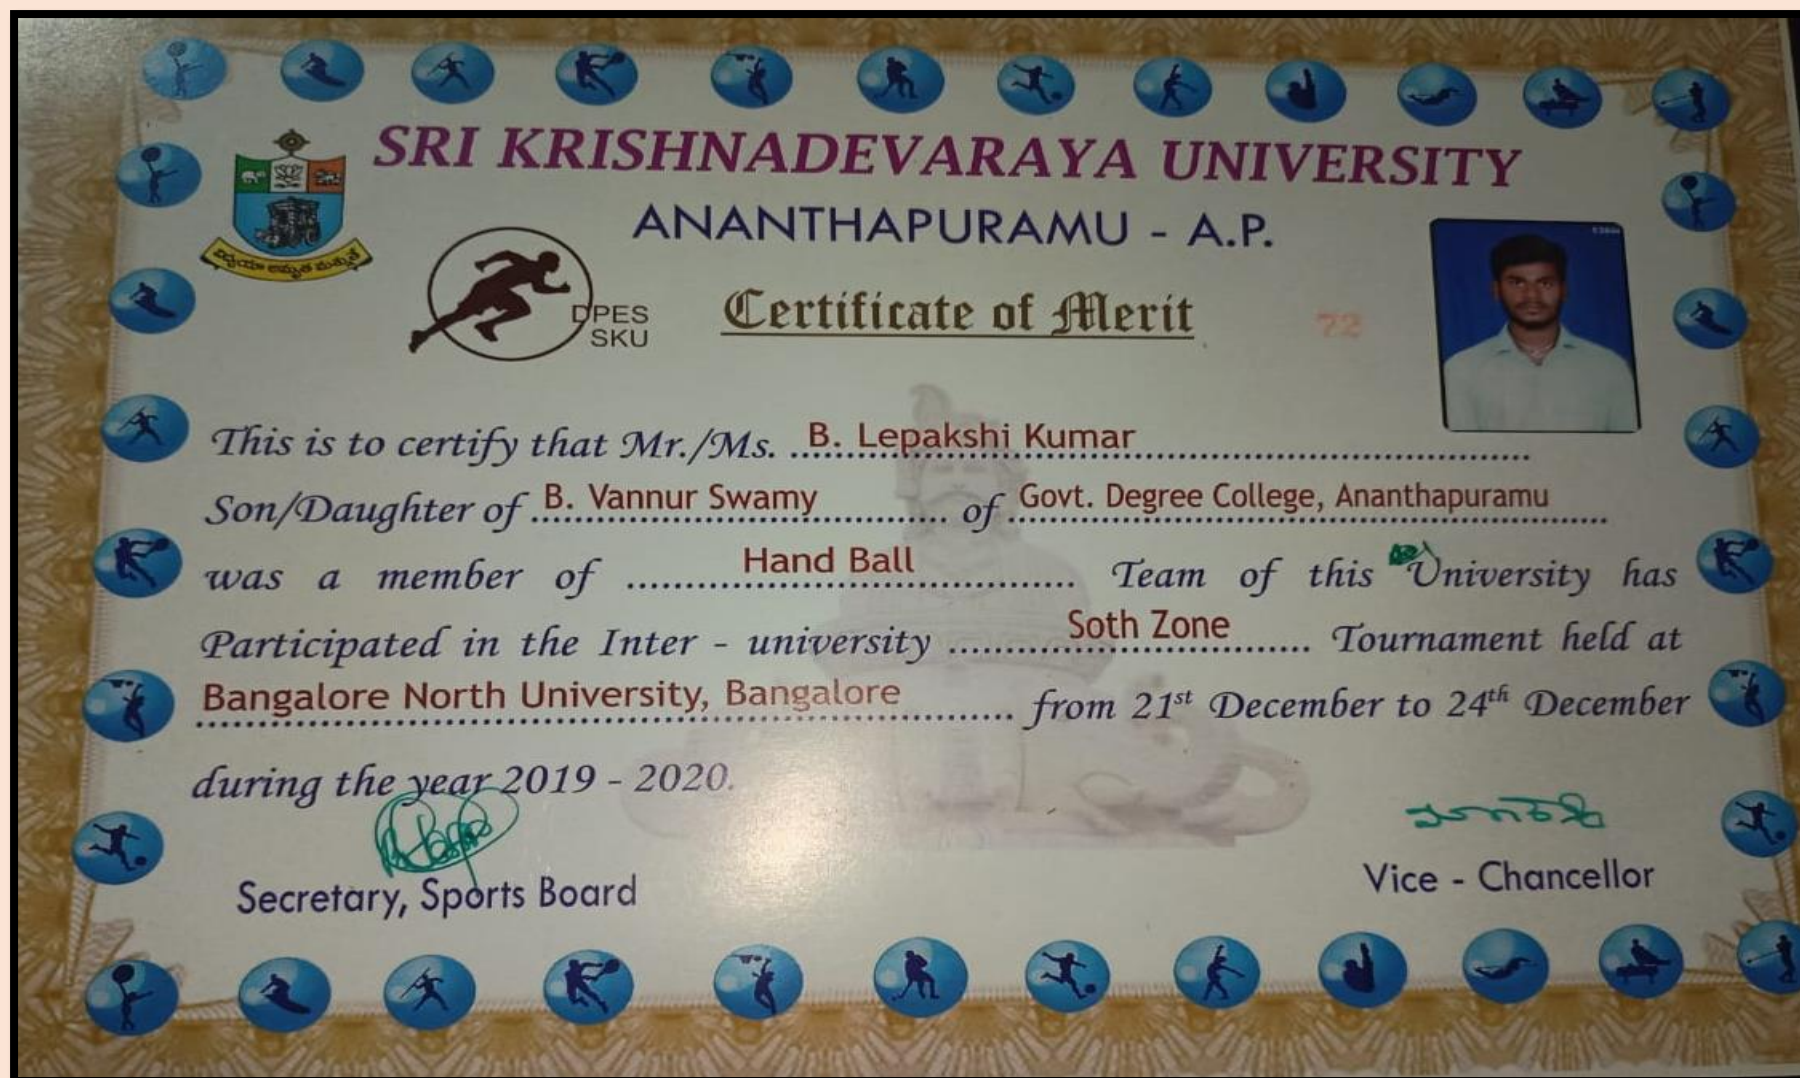 SRI KRISHNADEVARAYA UNIVERSITY
ANANTHAPURAMU - A.P.
DPES
SKU
Certificate of Merit
72
This is to certify that Mr./Ms. B. Lepakshi Kumar
Son/Daughter of B. Vannur Swamy of Govt. Degree College, Ananthapuramu
was a member of Hand Ball Team of this University has
Participated in the Inter - university Soth Zone Tournament held at
Bangalore North University, Bangalore from 21st December to 24th December
during the year 2019 - 2020.
Secretary, Sports Board
Vice - Chancellor